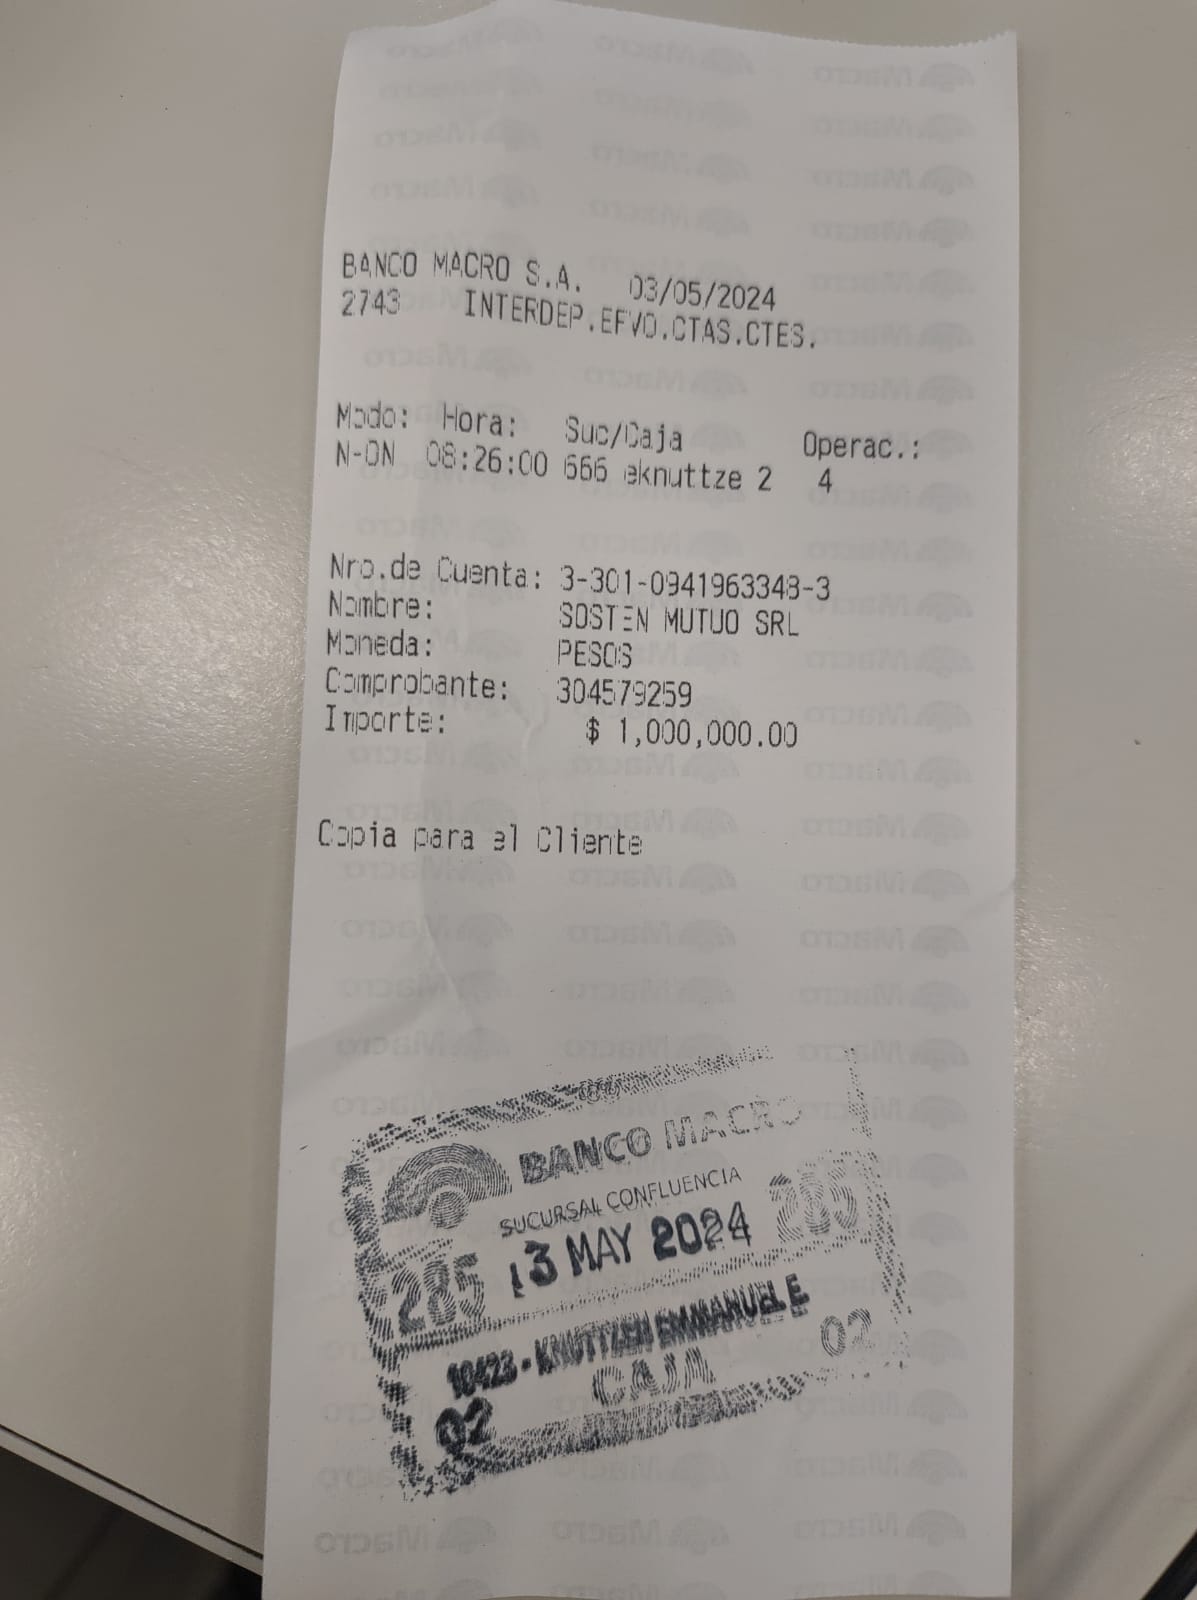 BANCO MACRO S.A. 03/05/2024
2743 INTERDEP.EFVO.CTAS.CTES.
Modo: Hora: Suc/Caja Operac.:
N-ON 08:26:00 666 eknuttze 2 4
Nro.de Cuenta: 3-301-0941963348-3
Nombre: SOSTEN MUTUO SRL
Moneda: PESOS
Comprobante: 304579259
Importe: $ 1,000,000.00
Copia para el Cliente
BANCO MACRO
SUCURSAL CONFLUENCIA
285 3 MAY 2024 285
10423 - KNUTTZEN EMMANUEL E
02 CAJA 02